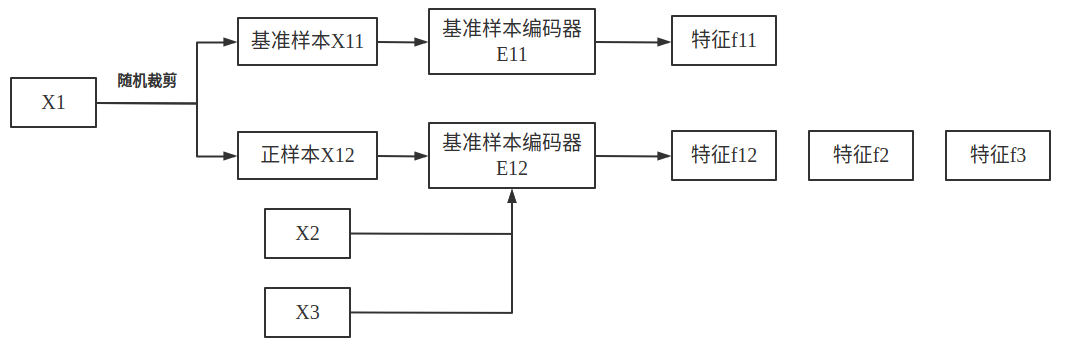 基准样本X11
基准样本编码器
E11
特征f11
随机裁剪
X1
正样本X12
基准样本编码器
E12
特征f12
特征f2
特征f3
X2
X3